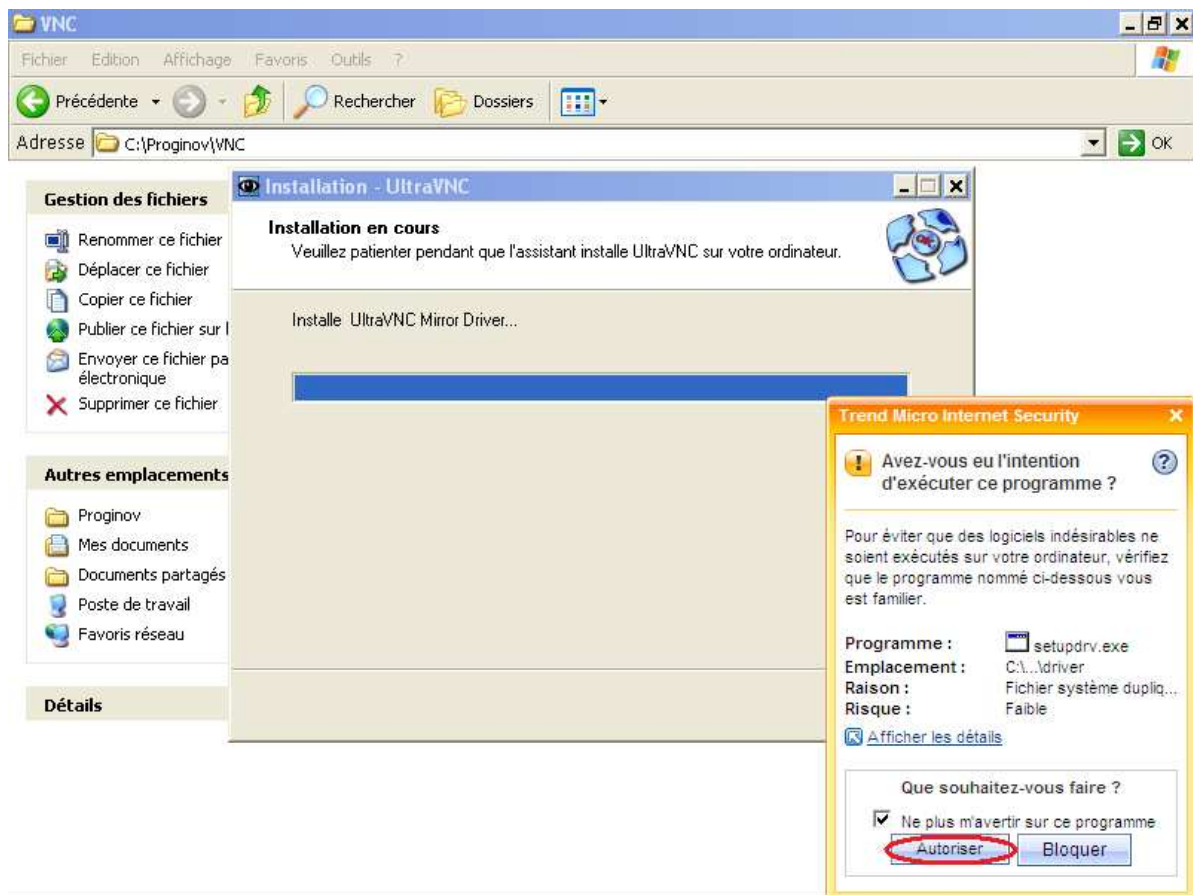 VNC
Fichier Edition Affichage Favoris Outils ?
Précédente Rechercher Dossiers
Adresse C:\Proginov\VNC OK
Gestion des fichiers
Renommer ce fichier
Déplacer ce fichier
Copier ce fichier
Publier ce fichier sur l
Envoyer ce fichier pa
électronique
Supprimer ce fichier
Autres emplacements
Proginov
Mes documents
Documents partagés
Poste de travail
Favoris réseau
Détails
Installation - UltraVNC
Installation en cours
Veuillez patienter pendant que l'assistant installe UltraVNC sur votre ordinateur.
Installe UltraVNC Mirror Driver...
Trend Micro Internet Security
Avez-vous eu l'intention
d'exécuter ce programme ?
Pour éviter que des logiciels indésirables ne
soient exécutés sur votre ordinateur, vérifiez
que le programme nommé ci-dessous vous
est familier.
Programme : setupdrv.exe
Emplacement : C:\...\driver
Raison : Fichier système dupliq...
Risque : Faible
Afficher les détails
Que souhaitez-vous faire ?
Ne plus m'avertir sur ce programme
Autoriser Bloquer